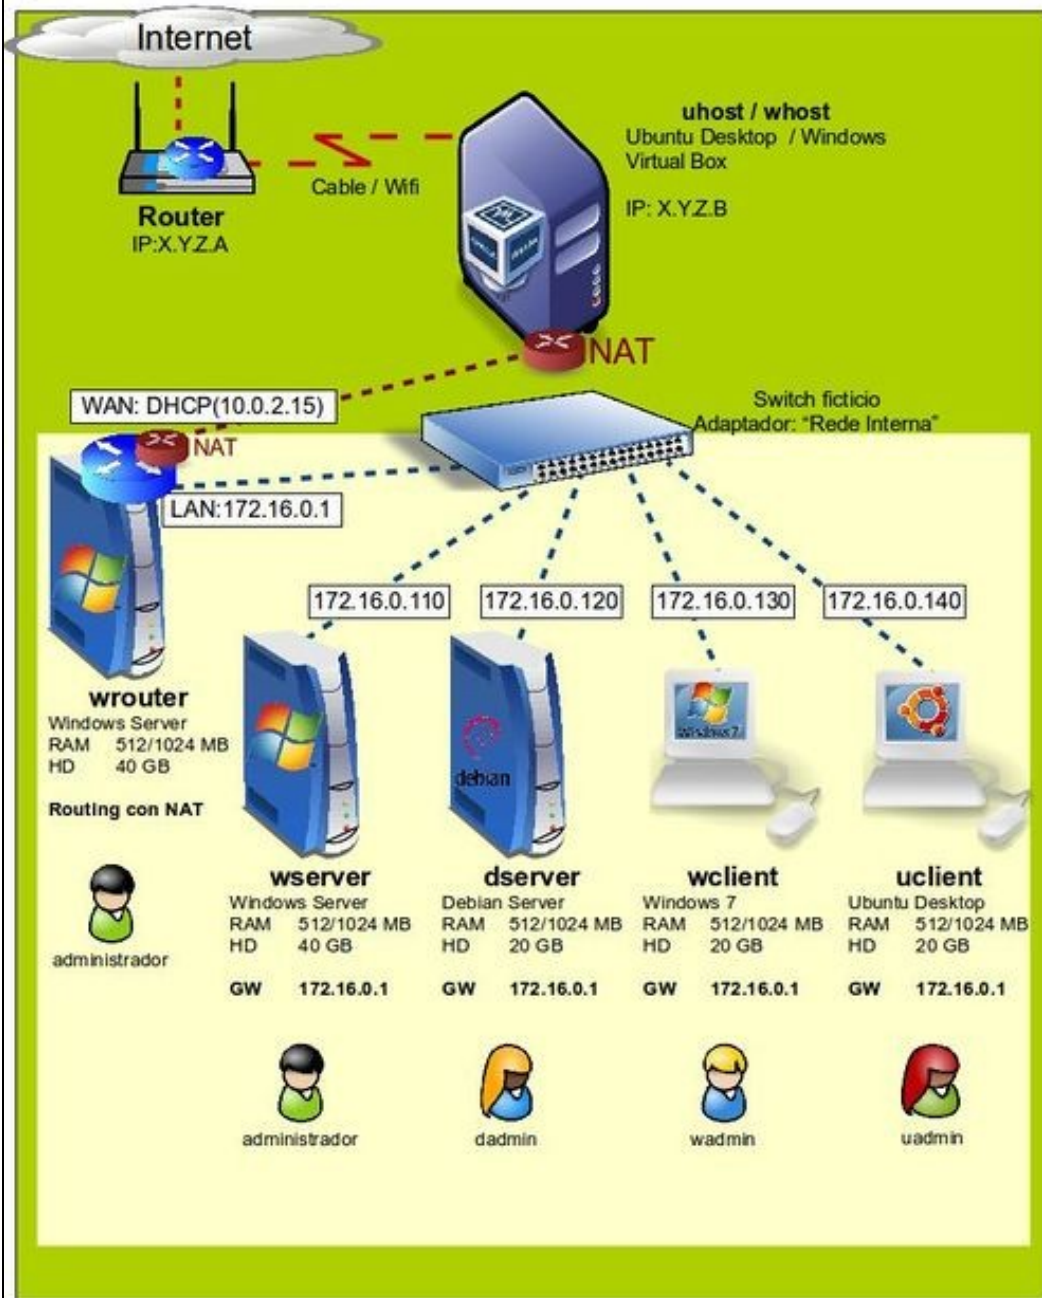 Internet
uhost / whost
Ubuntu Desktop / Windows
Virtual Box
IP: X.Y.Z.B
Cable / Wifi
Router
IP:X.Y.Z.A
NAT
WAN: DHCP(10.0.2.15)
Switch ficticio
Adaptador: “Rede Interna”
NAT
LAN:172.16.0.1
172.16.0.110
172.16.0.120
172.16.0.130
172.16.0.140
wrouter
Windows Server
RAM 512/1024 MB
HD 40 GB
Routing con NAT
administrador
debian
Windows 7
wserver
Windows Server
RAM 512/1024 MB
HD 40 GB
GW 172.16.0.1
administrador
dserver
Debian Server
RAM 512/1024 MB
HD 20 GB
GW 172.16.0.1
dadmin
wclient
Windows 7
RAM 512/1024 MB
HD 20 GB
GW 172.16.0.1
wadmin
uclient
Ubuntu Desktop
RAM 512/1024 MB
HD 20 GB
GW 172.16.0.1
uadmin